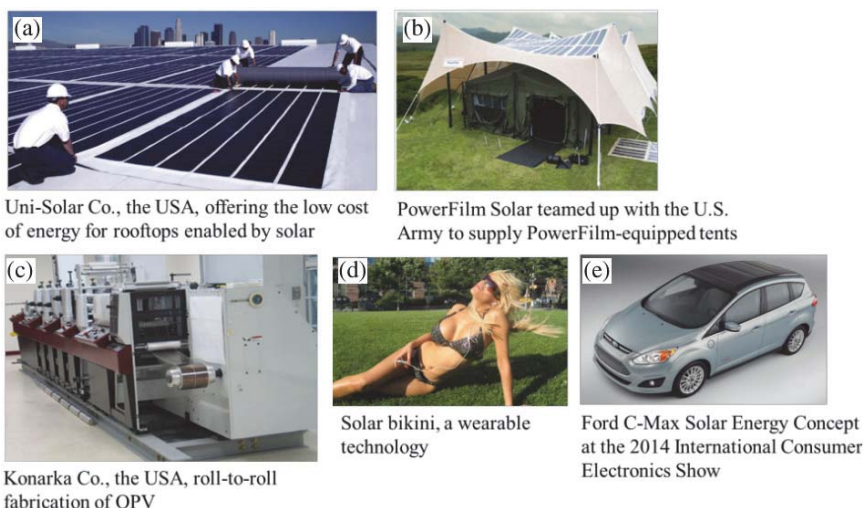 (a)
(b)
Uni-Solar Co., the USA, offering the low cost
of energy for rooftops enabled by solar
PowerFilm Solar teamed up with the U.S.
Army to supply PowerFilm-equipped tents
(c)
(d)
(e)
Solar bikini, a wearable
technology
Ford C-Max Solar Energy Concept
at the 2014 International Consumer
Electronics Show
Konarka Co., the USA, roll-to-roll
fabrication of OPV